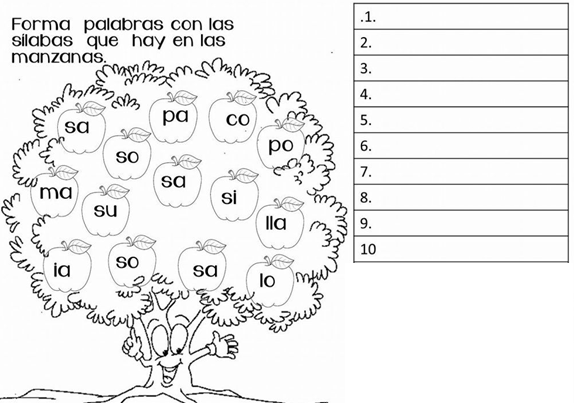 Forma palabras con las
silabas que hay en las
manzanas.
sa
pa
co
so
po
ma
sa
su
si
lla
ia
so
sa
lo
.1.
2.
3.
4.
5.
6.
7.
8.
9.
10